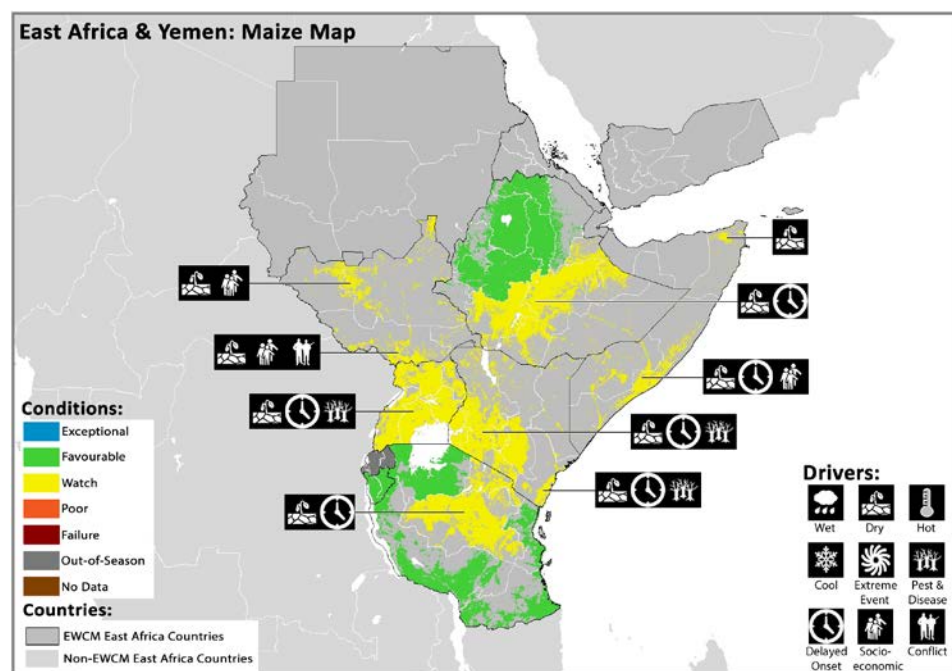 East Africa & Yemen: Maize Map
Conditions:
Exceptional
Favourable
Watch
Poor
Failure
Out-of-Season
No Data
Countries:
EWCM East Africa Countries
Non-EWCM East Africa Countries
Drivers:
Wet
Dry
Hot
Cool
Extreme
Event
Pest &
Disease
Delayed
Onset
Socio-
economic
Conflict